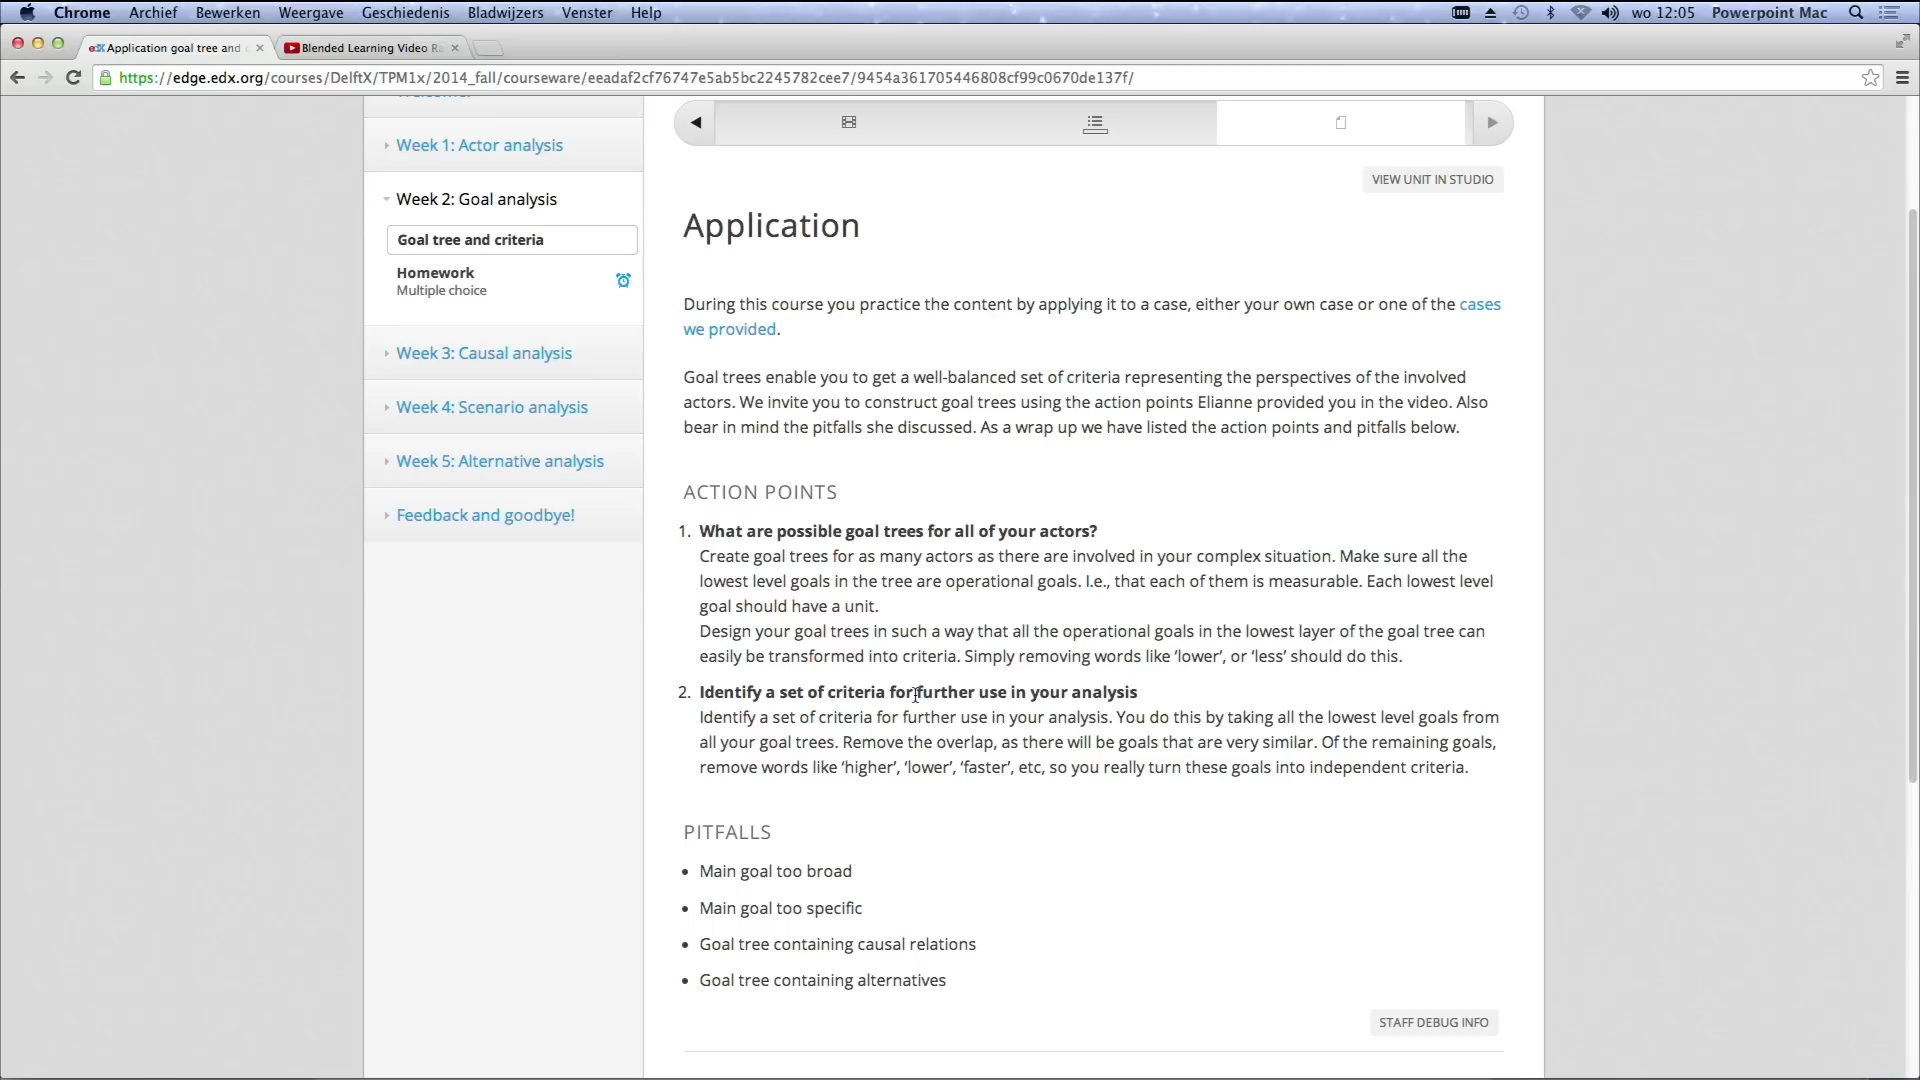 Chrome Archief Bewerken Weergave Geschiedenis Bladwijzers Venster Help wo 12:05 Powerpoint Mac
Application goal tree and Blended Learning Video
https://edge.edx.org/courses/DelftX/TPM1x/2014_fall/courseware/eeadaf2cf76747e5ab5bc2245782cee7/9454a361705446808cf99c0670de137f/
Week 1: Actor analysis
Week 2: Goal analysis
Goal tree and criteria
Homework
Multiple choice
Week 3: Causal analysis
Week 4: Scenario analysis
Week 5: Alternative analysis
Feedback and goodbye!
VIEW UNIT IN STUDIO
Application
During this course you practice the content by applying it to a case, either your own case or one of the cases
we provided.
Goal trees enable you to get a well-balanced set of criteria representing the perspectives of the involved
actors. We invite you to construct goal trees using the action points Elianne provided you in the video. Also
bear in mind the pitfalls she discussed. As a wrap up we have listed the action points and pitfalls below.
ACTION POINTS
1. What are possible goal trees for all of your actors?
Create goal trees for as many actors as there are involved in your complex situation. Make sure all the
lowest level goals in the tree are operational goals. I.e., that each of them is measurable. Each lowest level
goal should have a unit.
Design your goal trees in such a way that all the operational goals in the lowest layer of the goal tree can
easily be transformed into criteria. Simply removing words like ‘lower’, or ‘less’ should do this.
2. Identify a set of criteria for further use in your analysis
Identify a set of criteria for further use in your analysis. You do this by taking all the lowest level goals from
all your goal trees. Remove the overlap, as there will be goals that are very similar. Of the remaining goals,
remove words like ‘higher’, ‘lower’, ‘faster’, etc, so you really turn these goals into independent criteria.
PITFALLS
• Main goal too broad
• Main goal too specific
• Goal tree containing causal relations
• Goal tree containing alternatives
STAFF DEBUG INFO